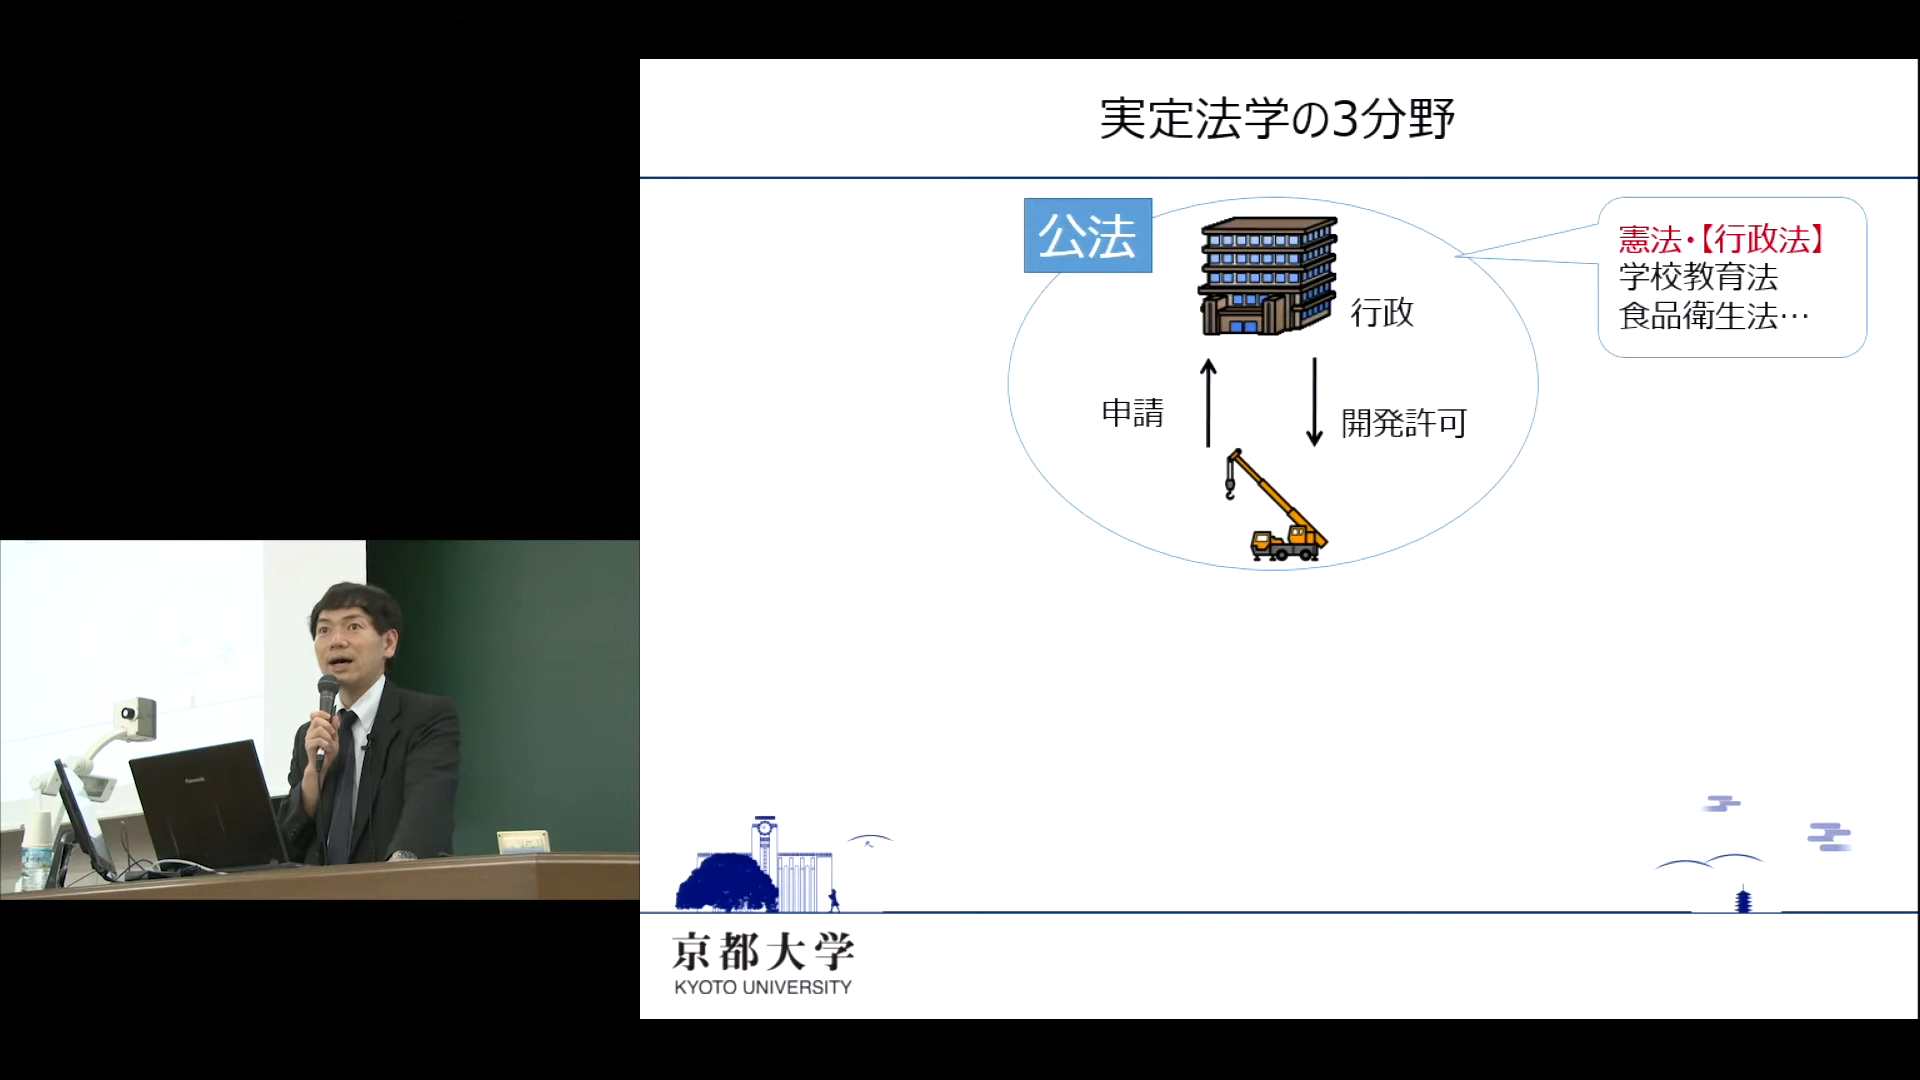 実定法学の3分野
公法
憲法・【行政法】
学校教育法
食品衛生法…
行政
申請
開発許可
Panasonic
京都大学
KYOTO UNIVERSITY